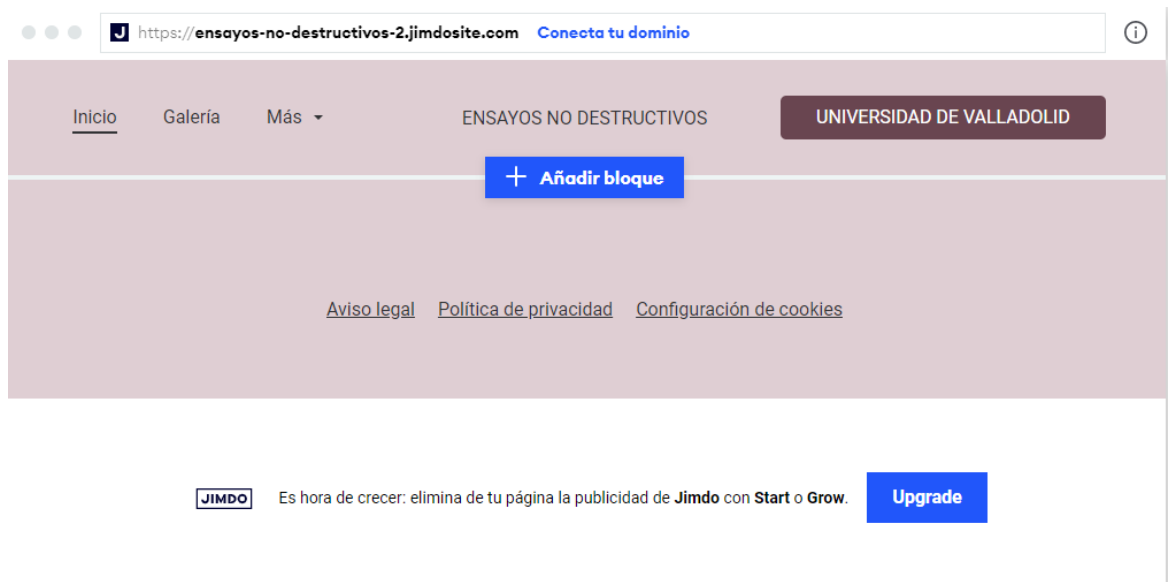 J https://ensayos-no-destructivos-2.jimdosite.com Conecta tu dominio
Inicio Galería Más ENSAYOS NO DESTRUCTIVOS UNIVERSIDAD DE VALLADOLID
+ Añadir bloque
Aviso legal Política de privacidad Configuración de cookies
JIMDO Es hora de crecer: elimina de tu página la publicidad de Jimdo con Start o Grow. Upgrade